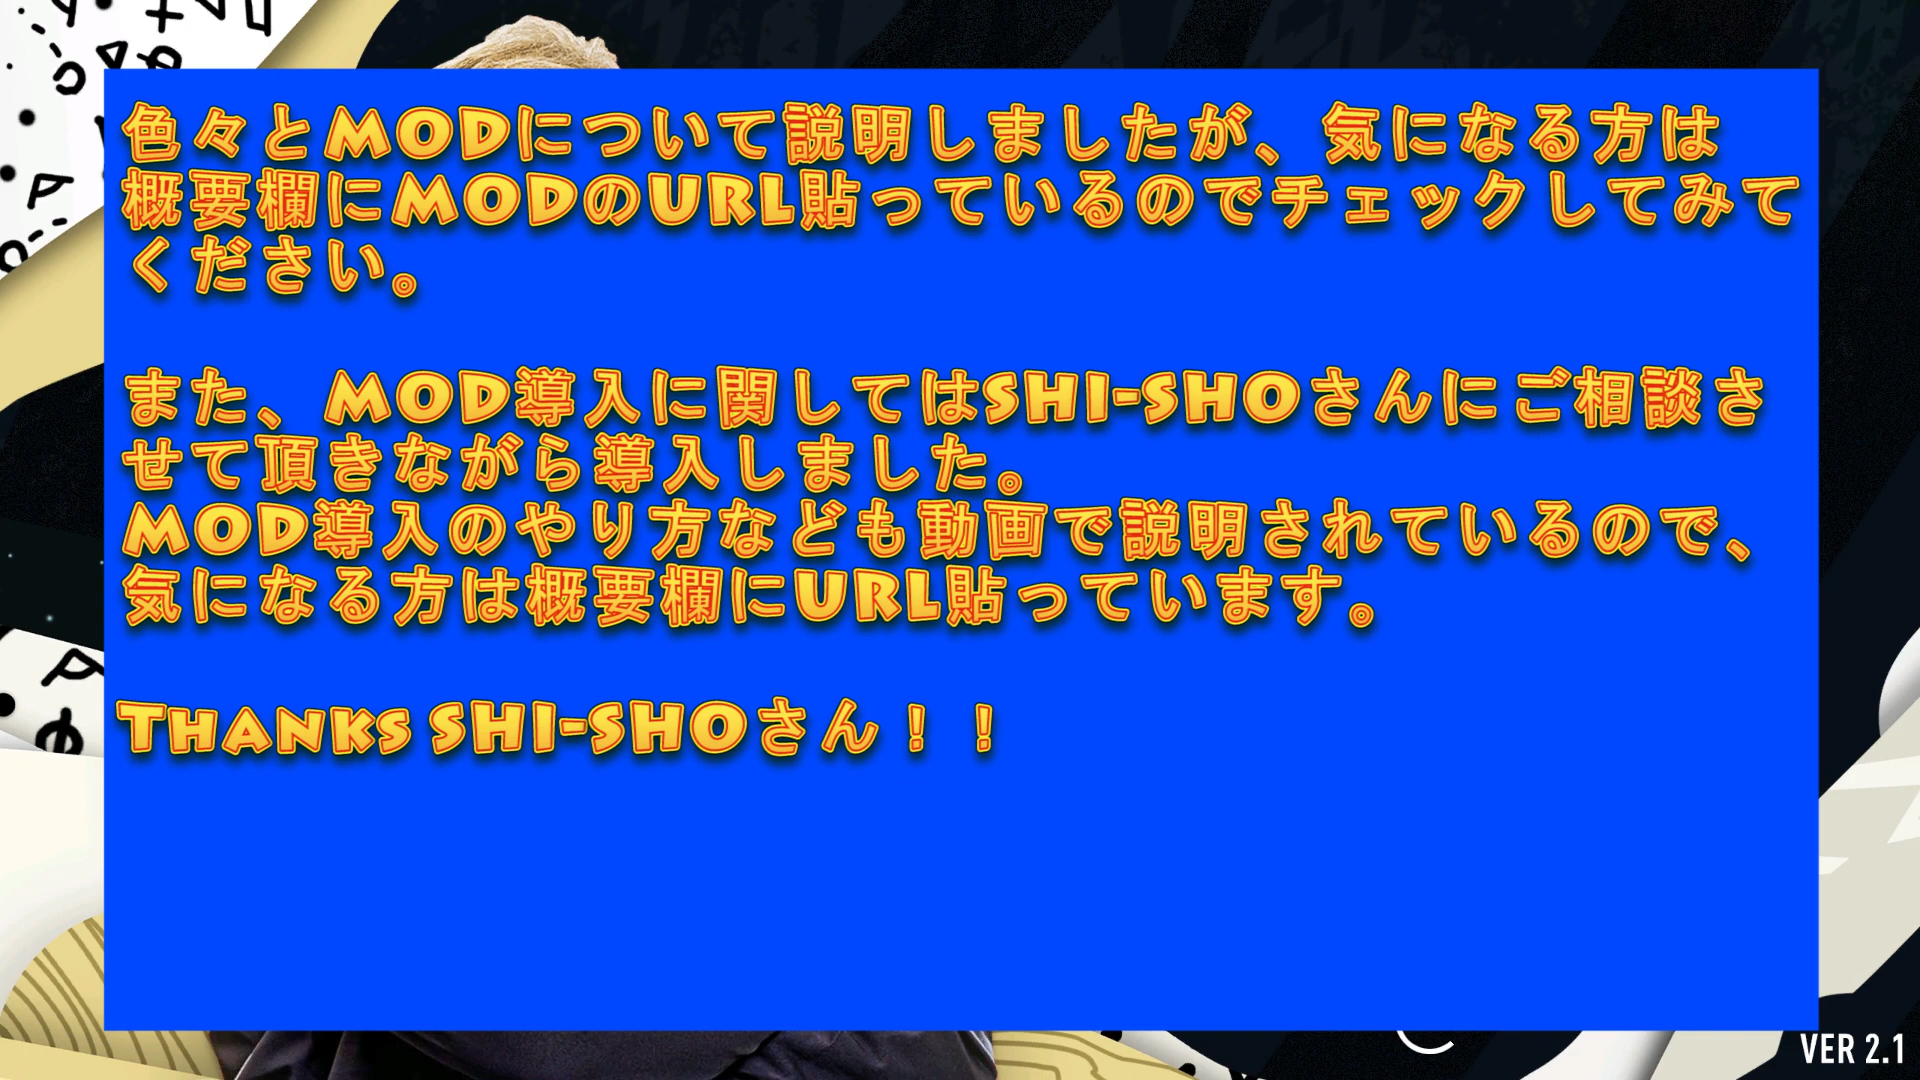 色々とMODについて説明しましたが、気になる方は
概要欄にMODのURL貼っているのでチェックしてみて
ください。
また、MOD導入に関してはSHI-SHOさんにご相談さ
せて頂きながら導入しました。
MOD導入のやり方なども動画で説明されているので、
気になる方は概要欄にURL貼っています。
THANKS SHI-SHOさん！！
VER 2.1